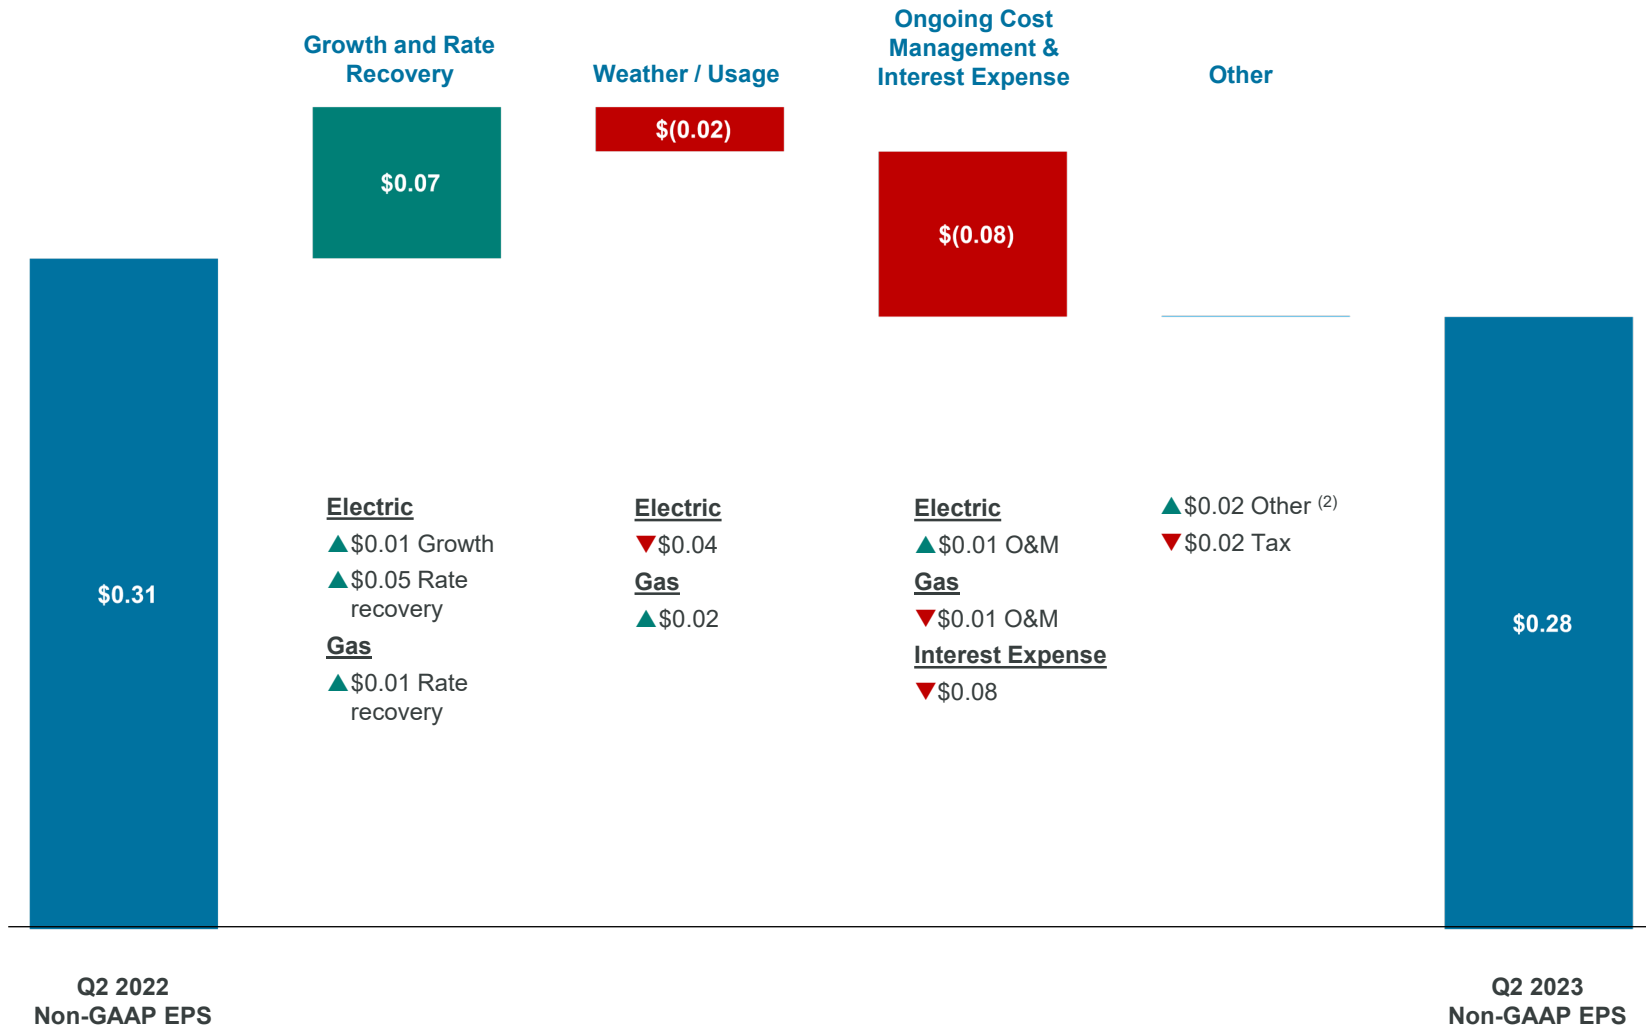 Growth and Rate
Recovery
Weather / Usage
Ongoing Cost
Management &
Interest Expense
Other
$0.07
$(0.02)
$(0.08)
$0.31
$0.28
Electric
▲$0.01 Growth
▲$0.05 Rate
recovery
Gas
▲$0.01 Rate
recovery
Electric
▼$0.04
Gas
▲$0.02
Electric
▲$0.01 O&M
Gas
▼$0.01 O&M
Interest Expense
▼$0.08
▲$0.02 Other (2)
▼$0.02 Tax
Q2 2022
Non-GAAP EPS
Q2 2023
Non-GAAP EPS